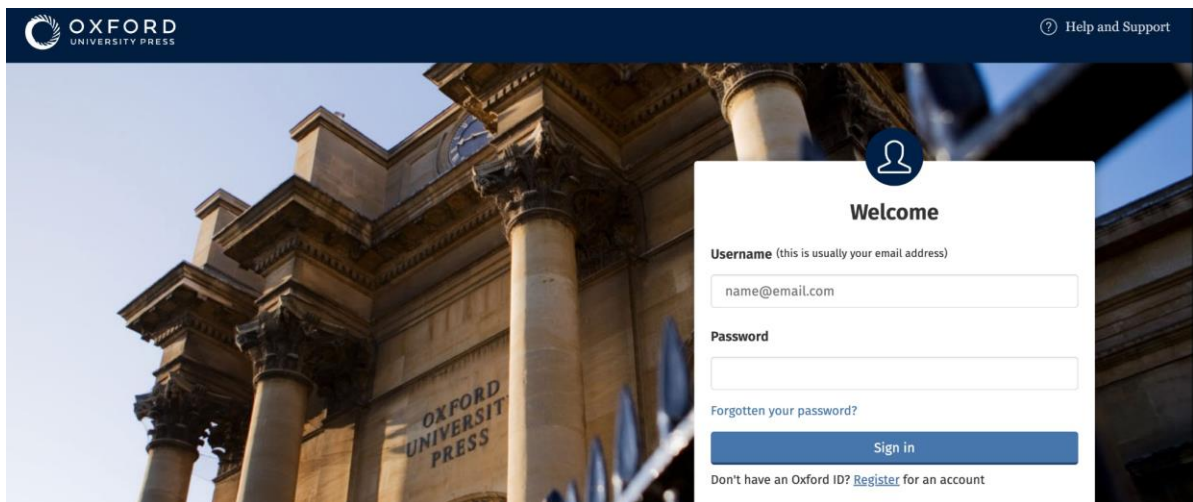 OXFORD
UNIVERSITY PRESS
Help and Support
OXFORD
UNIVERSITY
PRESS
Welcome
Username (this is usually your email address)
name@email.com
Password
Forgotten your password?
Sign in
Don't have an Oxford ID? Register for an account